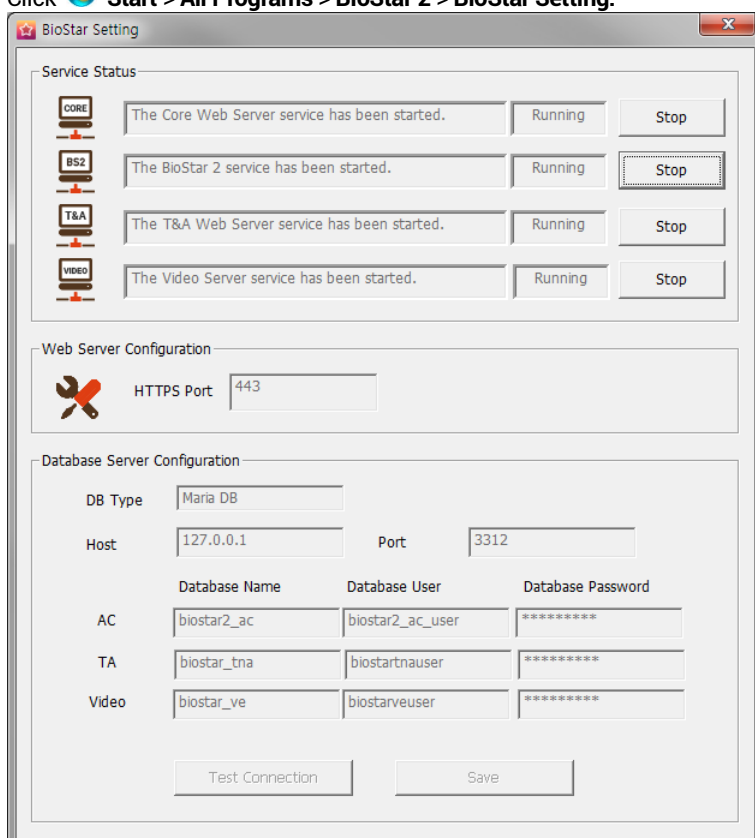 Click Start > All Programs > BioStar 2 > BioStar Setting.
BioStar Setting
Service Status
CORE The Core Web Server service has been started. Running Stop
BS2 The BioStar 2 service has been started. Running Stop
T&A The T&A Web Server service has been started. Running Stop
VIDEO The Video Server service has been started. Running Stop
Web Server Configuration
HTTPS Port 443
Database Server Configuration
DB Type Maria DB
Host 127.0.0.1 Port 3312
Database Name Database User Database Password
AC biostar2_ac biostar2_ac_user *********
TA biostar_tna biostartnauser *********
Video biostar_ve biostarveuser *********
Test Connection Save